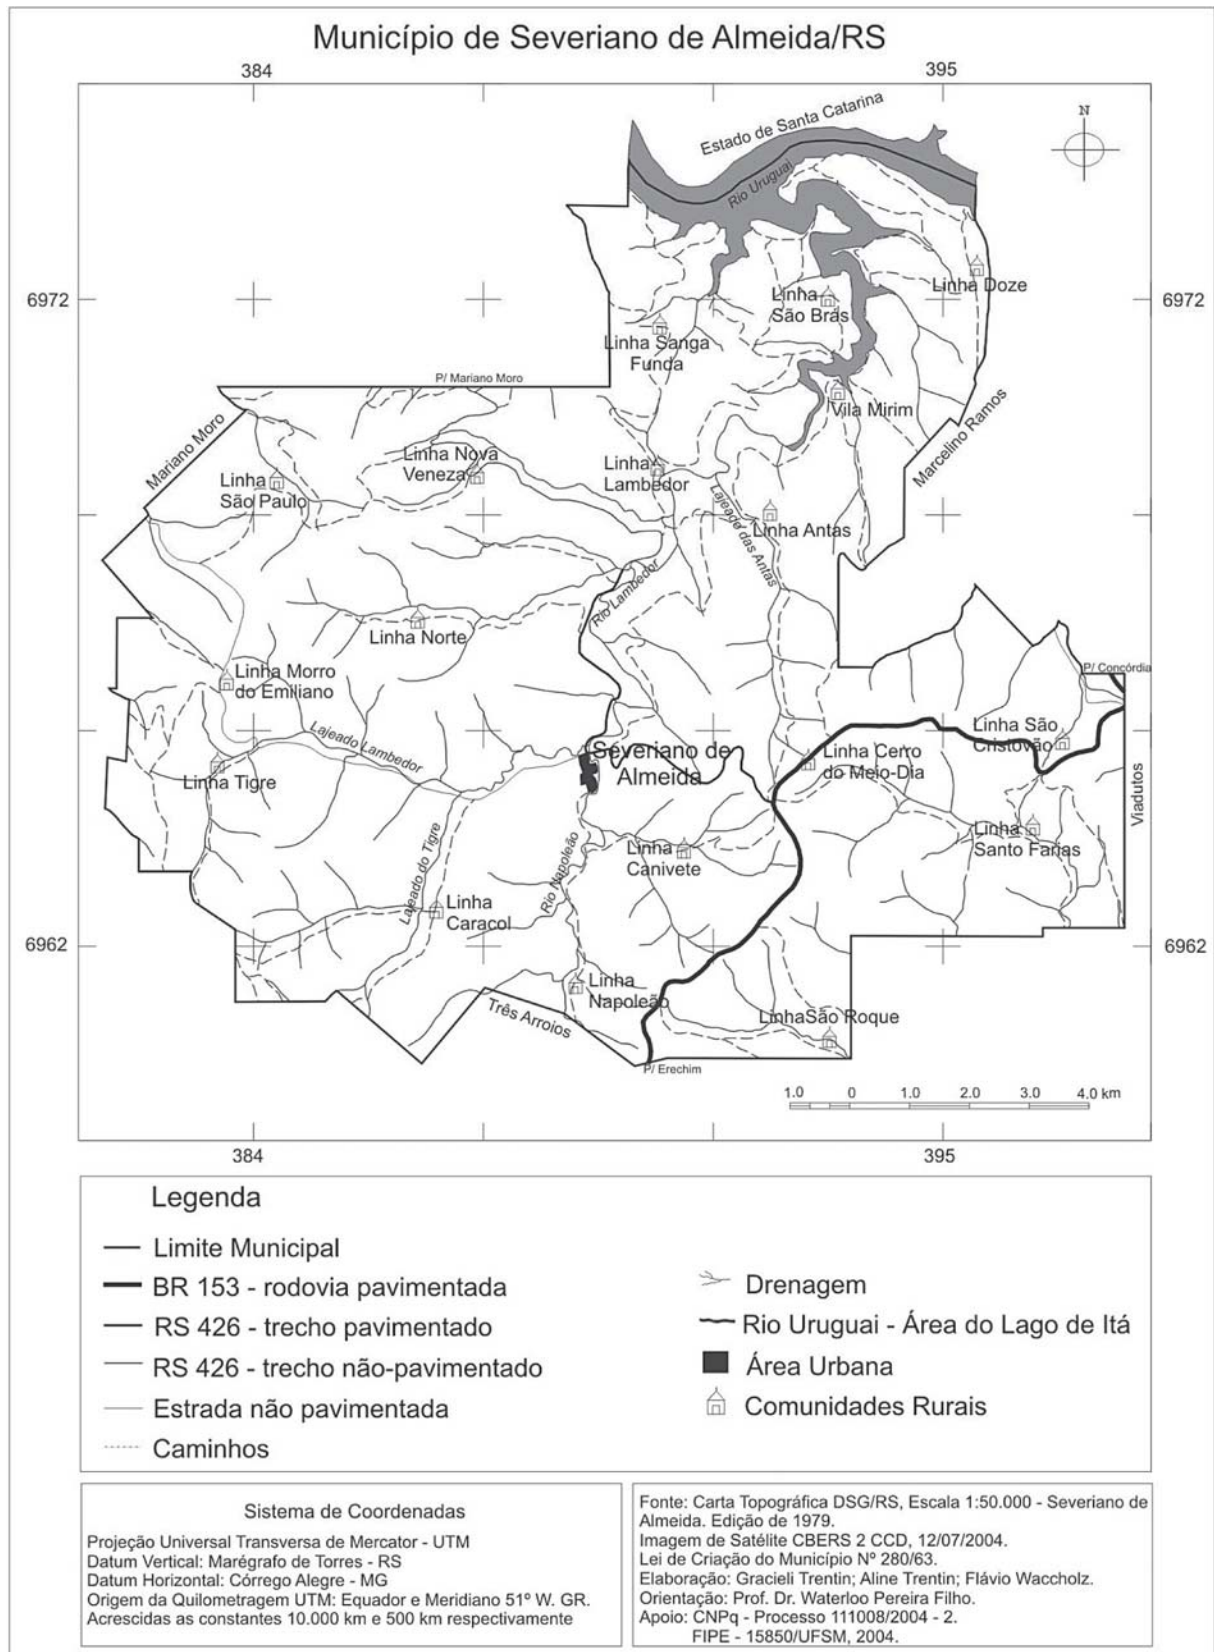 Município de Severiano de Almeida/RS
384
395
N
Estado de Santa Catarina
Rio Uruguai
Linha Doze
6972
Linha
São Brás
6972
Linha Sanga
Funda
P/ Mariano Moro
Mariano Moro
Vila Mirim
Marcelino Ramos
Linha Nova
Veneza
Linha
São Paulo
Linha
Lambedor
Lajeado das Antas
Linha Antas
Rio Lambedor
Linha Norte
Linha Morro
do Emiliano
P/ Concórdia
Lajeado Lambedor
Linha São
Cristovão
Severiano de
Almeida
Linha Cerro
do Meio-Dia
Linha Tigre
Viadutos
Linha
Santo Farias
Lajeado do Tigre
Rio Napoleão
Linha
Canivete
Linha
Caracol
6962
6962
Linha
Napoleão
Três Arroios
LinhaSão Roque
P/ Erechim
1.0 0 1.0 2.0 3.0 4.0 km
384
395
Legenda
Limite Municipal
BR 153 - rodovia pavimentada
RS 426 - trecho pavimentado
RS 426 - trecho não-pavimentado
Estrada não pavimentada
Caminhos
Drenagem
Rio Uruguai - Área do Lago de Itá
Área Urbana
Comunidades Rurais
Sistema de Coordenadas
Projeção Universal Transversa de Mercator - UTM
Datum Vertical: Marégrafo de Torres - RS
Datum Horizontal: Córrego Alegre - MG
Origem da Quilometragem UTM: Equador e Meridiano 51º W. GR.
Acrescidas as constantes 10.000 km e 500 km respectivamente
Fonte: Carta Topográfica DSG/RS, Escala 1:50.000 - Severiano de
Almeida. Edição de 1979.
Imagem de Satélite CBERS 2 CCD, 12/07/2004.
Lei de Criação do Município Nº 280/63.
Elaboração: Gracieli Trentin; Aline Trentin; Flávio Waccholz.
Orientação: Prof. Dr. Waterloo Pereira Filho.
Apoio: CNPq - Processo 111008/2004 - 2.
FIPE - 15850/UFSM, 2004.